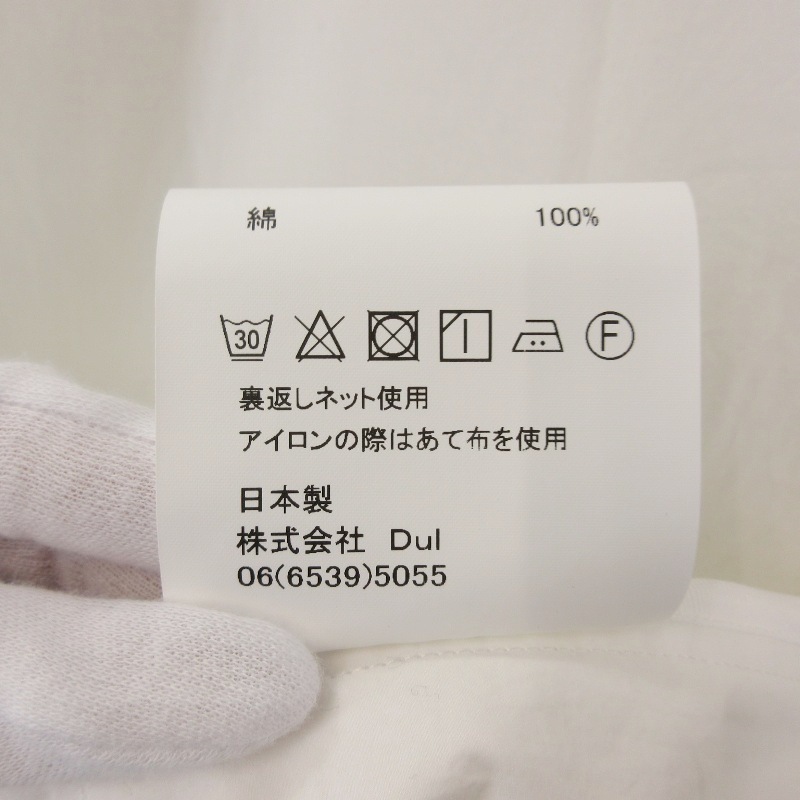 綿 100%
30 F
裏返しネット使用
アイロンの際はあて布を使用
日本製
株式会社 Dul
06(6539)5055